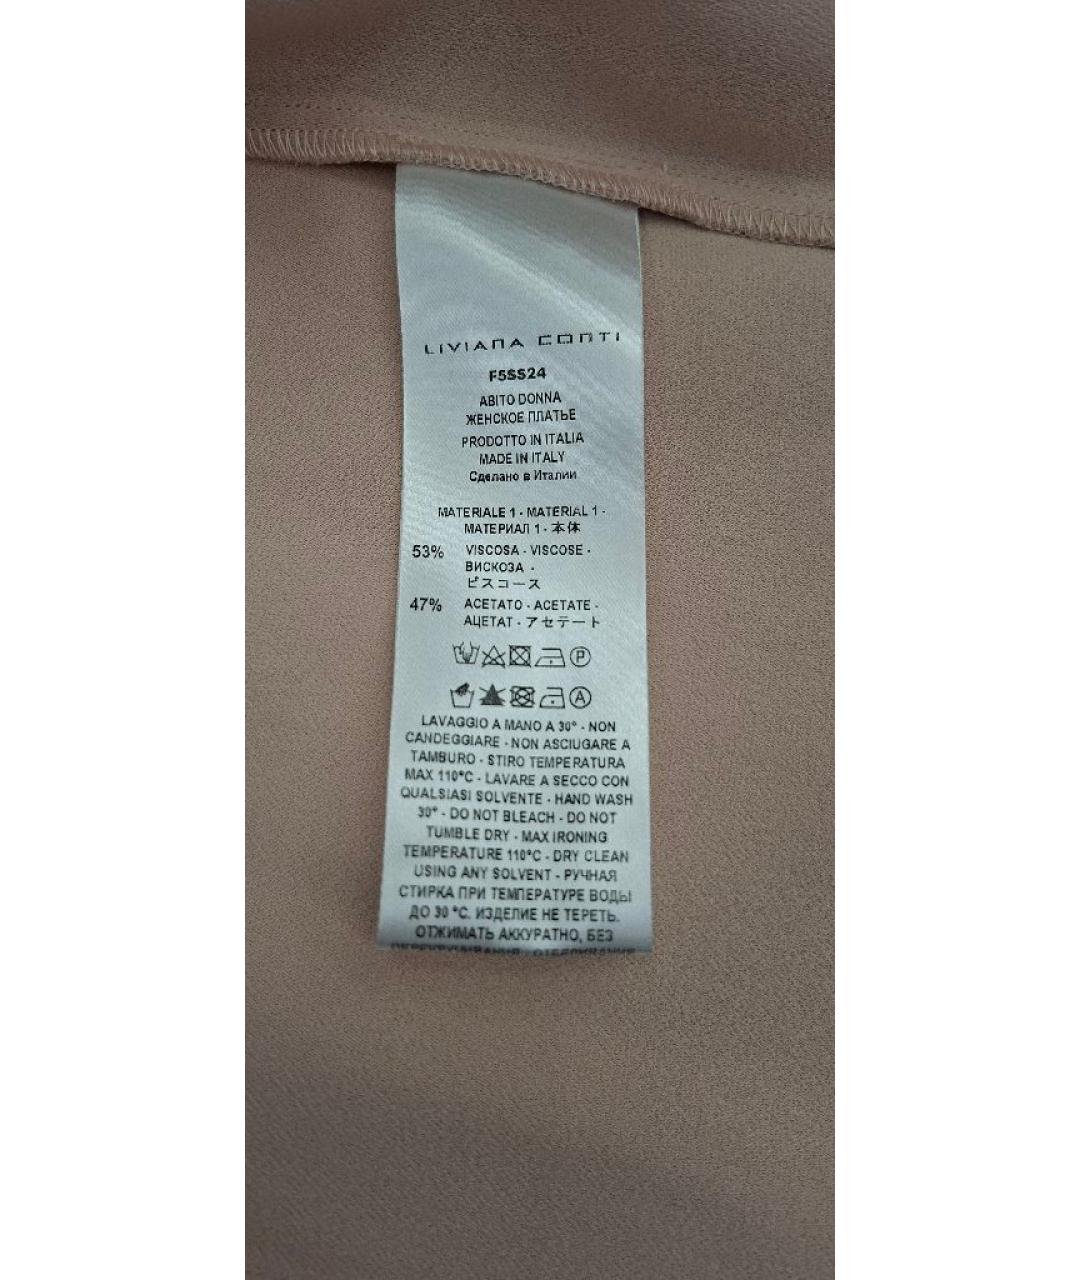 LIVIANA CONTI
F5SS24
ABITO DONNA
ЖЕНСКОЕ ПЛАТЬЕ
PRODOTTO IN ITALIA
MADE IN ITALY
Сделано в Италии
MATERIALE 1 - MATERIAL 1 -
МАТЕРИАЛ 1 - 本体
53% VISCOSA - VISCOSE -
ВИСКОЗА -
ビスコース
47% ACETATO - ACETATE -
АЦЕТАТ - アセテート
P
A
LAVAGGIO A MANO A 30° - NON
CANDEGGIARE - NON ASCIUGARE A
TAMBURO - STIRO TEMPERATURA
MAX 110°C - LAVARE A SECCO CON
QUALSIASI SOLVENTE - HAND WASH
30° - DO NOT BLEACH - DO NOT
TUMBLE DRY - MAX IRONING
TEMPERATURE 110°C - DRY CLEAN
USING ANY SOLVENT - РУЧНАЯ
СТИРКА ПРИ ТЕМПЕРАТУРЕ ВОДЫ
ДО 30 °C. ИЗДЕЛИЕ НЕ ТЕРЕТЬ.
ОТЖИМАТЬ АККУРАТНО, БЕЗ